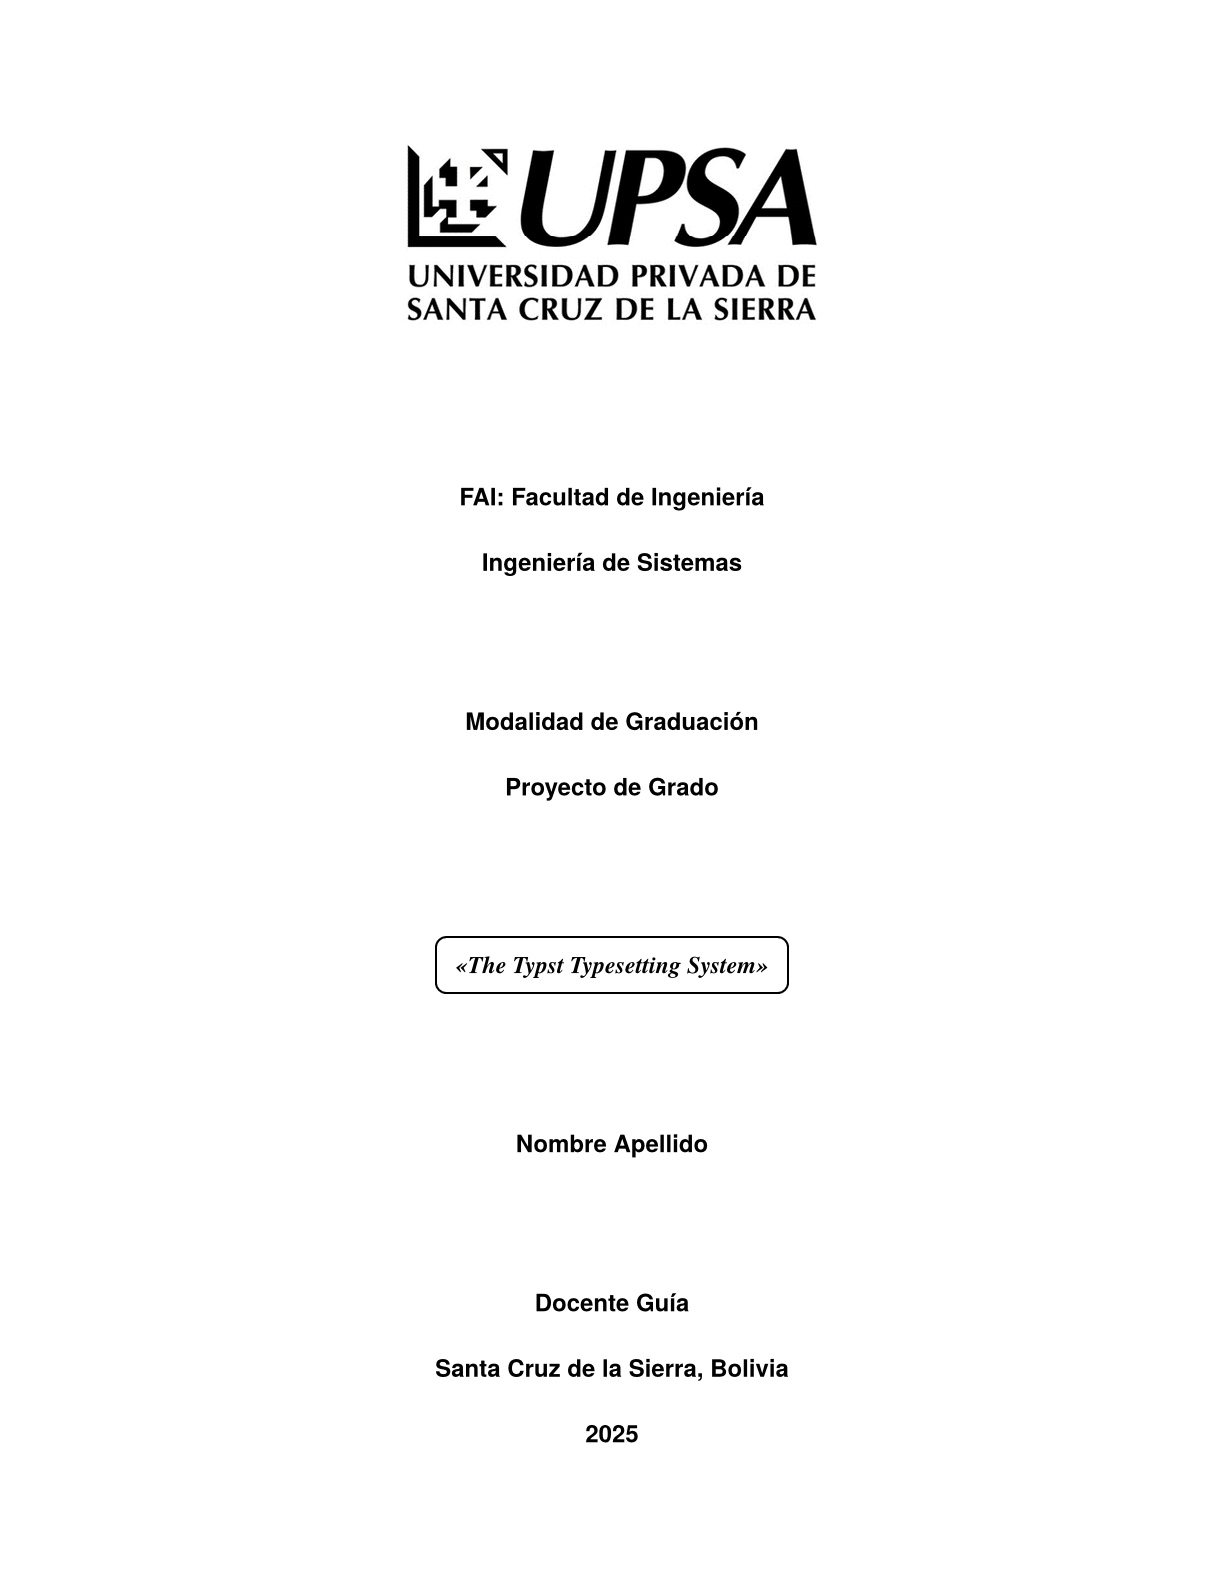 UPSA
UNIVERSIDAD PRIVADA DE
SANTA CRUZ DE LA SIERRA
FAI: Facultad de Ingeniería
Ingeniería de Sistemas
Modalidad de Graduación
Proyecto de Grado
«The Typst Typesetting System»
Nombre Apellido
Docente Guía
Santa Cruz de la Sierra, Bolivia
2025